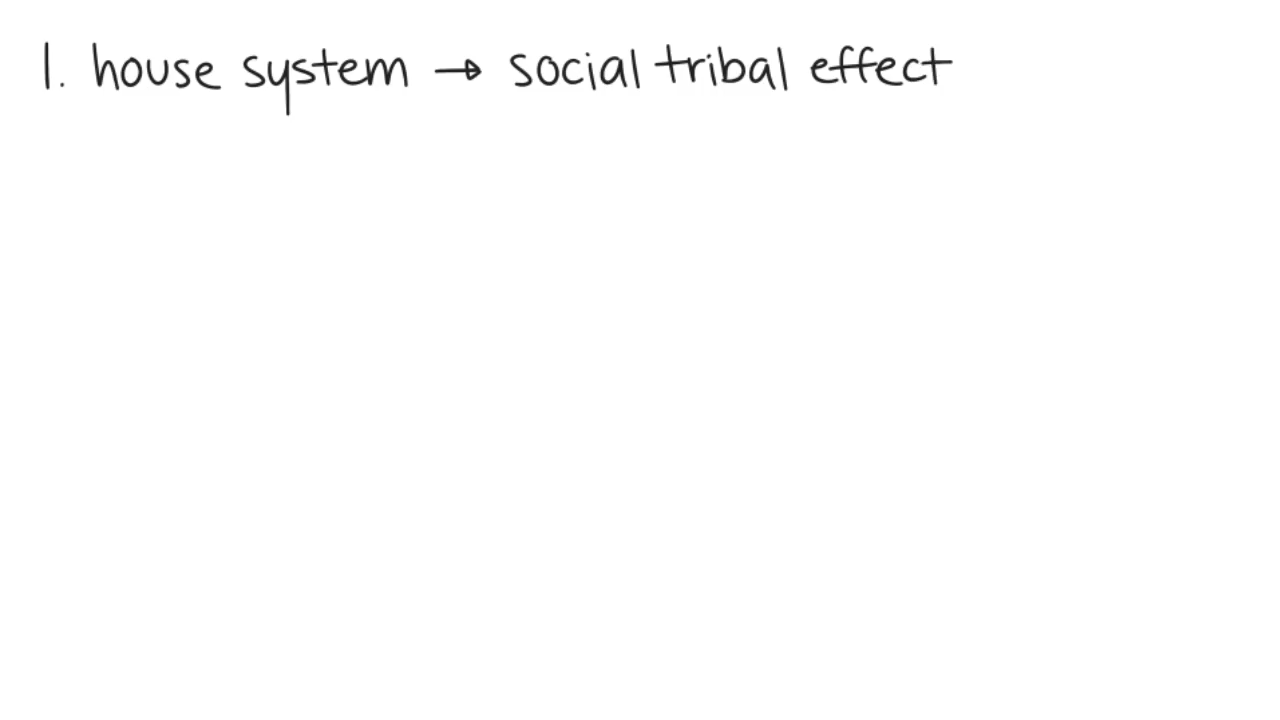 1. house system → social tribal effect